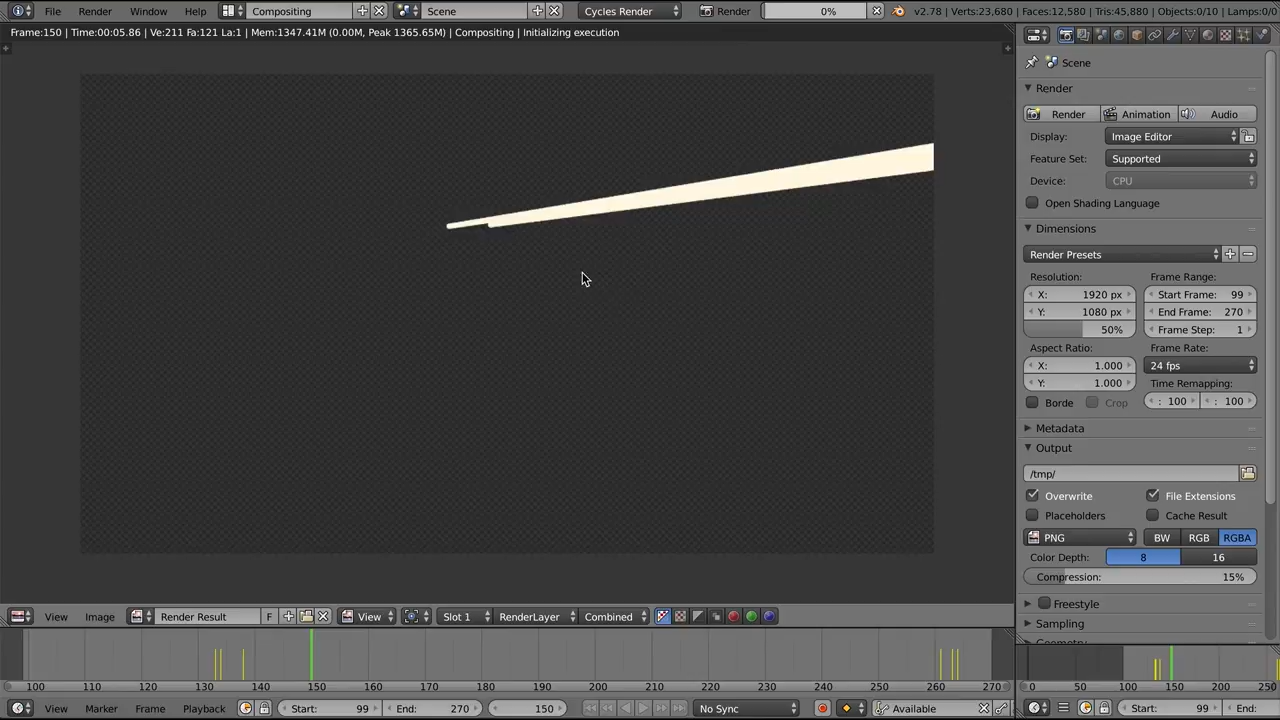 File Render Window Help Compositing Scene Cycles Render Render 0% v2.78 | Verts:23,680 | Faces:12,580 | Tris:45,880 | Objects:0/10 | Lamps:0/0
Frame:150 | Time:00:05.86 | Ve:211 Fa:121 La:1 | Mem:1347.41M (0.00M, Peak 1365.65M) | Compositing | Initializing execution
Scene
Render
Render Animation Audio
Display: Image Editor
Feature Set: Supported
Device: CPU
Open Shading Language
Dimensions
Render Presets
Resolution: Frame Range:
X: 1920 px Start Frame: 99
Y: 1080 px End Frame: 270
50% Frame Step: 1
Aspect Ratio: Frame Rate:
X: 1.000 24 fps
Y: 1.000 Time Remapping:
Borde Crop : 100 : 100
Metadata
Output
/tmp/
Overwrite File Extensions
Placeholders Cache Result
PNG BW RGB RGBA
Color Depth: 8 16
Compression: 15%
Freestyle
Sampling
View Image Render Result F View Slot 1 RenderLayer Combined
100 110 120 130 140 150 160 170 180 190 200 210 220 230 240 250 260 270
0 50 100 150 200 250
View Marker Frame Playback Start: 99 End: 270 150 No Sync Available
Start: 99 End: